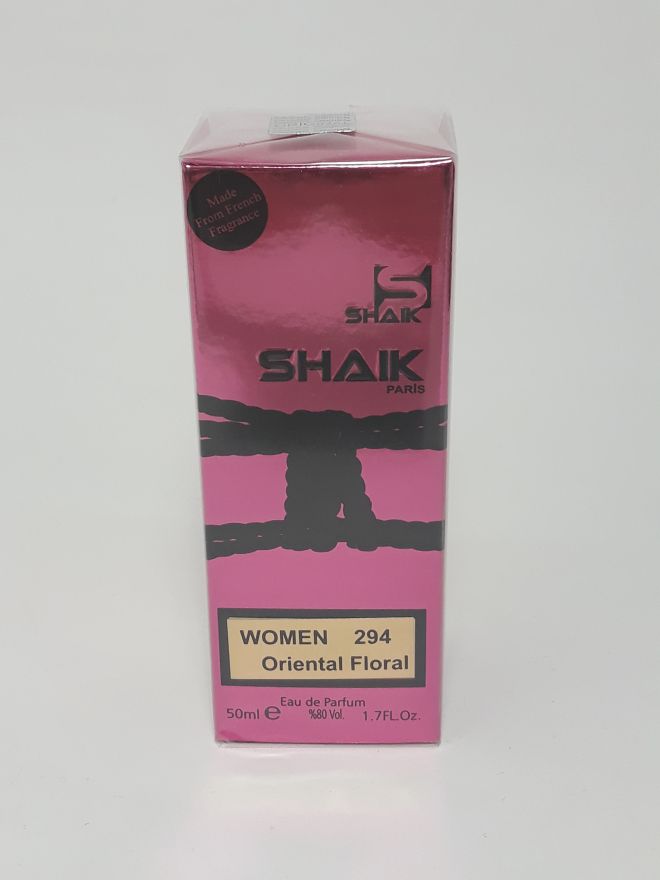 Made
From French
Fragrance
S
SHAIK
SHAIK
PARİS
WOMEN 294
Oriental Floral
Eau de Parfum
50ml e %80 Vol. 1.7FL.Oz.